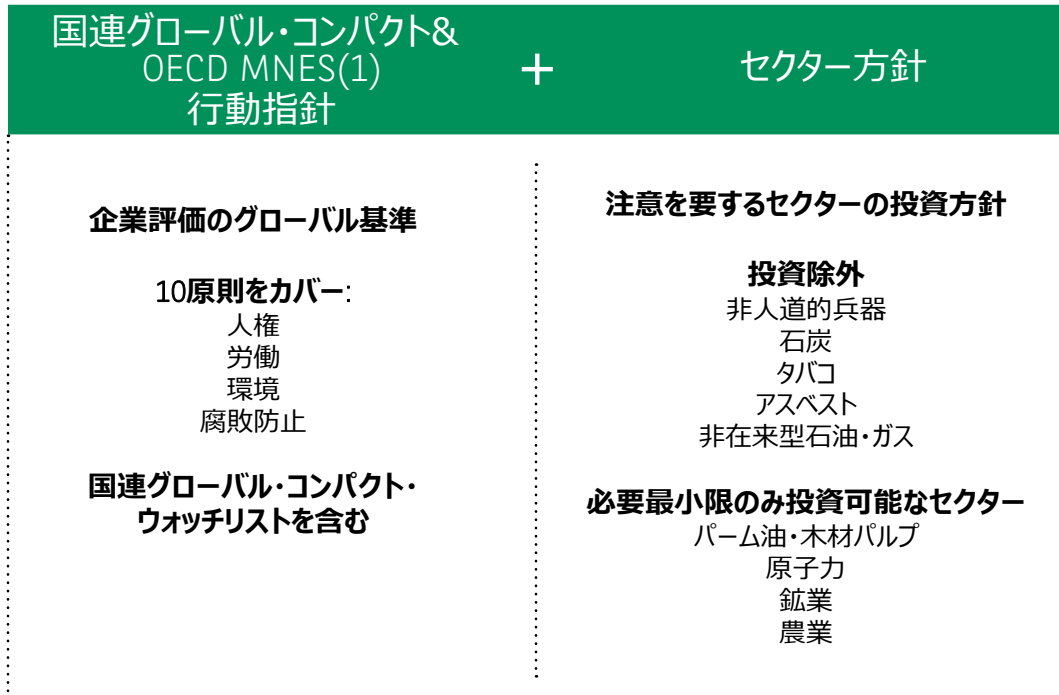 国連グローバル・コンパクト&
OECD MNES(1)
行動指針
+
セクター方針
企業評価のグローバル基準
10原則をカバー:
人権
労働
環境
腐敗防止
国連グローバル・コンパクト・
ウォッチリストを含む
注意を要するセクターの投資方針
投資除外
非人道的兵器
石炭
タバコ
アスベスト
非在来型石油・ガス
必要最小限のみ投資可能なセクター
パーム油・木材パルプ
原子力
鉱業
農業